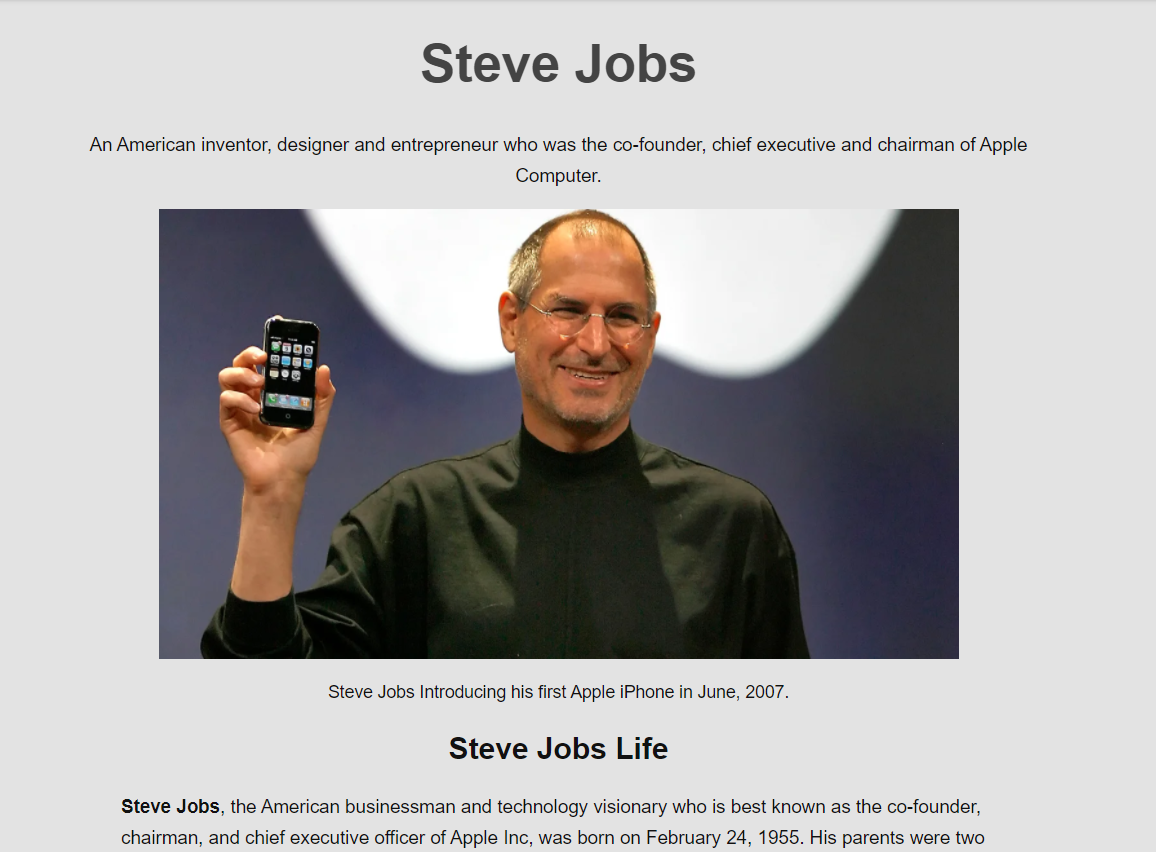 Steve Jobs
An American inventor, designer and entrepreneur who was the co-founder, chief executive and chairman of Apple
Computer.
Steve Jobs Introducing his first Apple iPhone in June, 2007.
Steve Jobs Life
Steve Jobs, the American businessman and technology visionary who is best known as the co-founder,
chairman, and chief executive officer of Apple Inc, was born on February 24, 1955. His parents were two